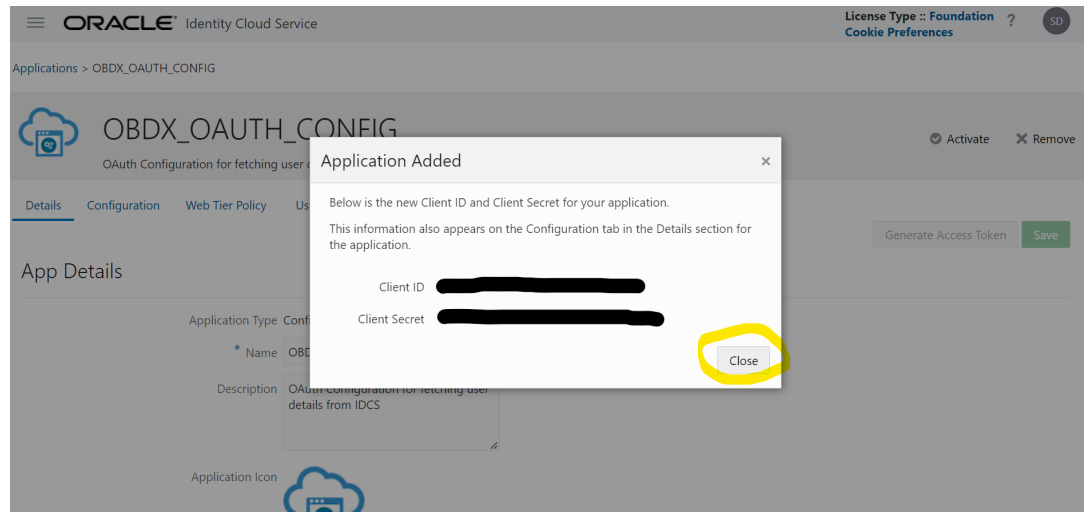 ORACLE® Identity Cloud Service
License Type :: Foundation
Cookie Preferences
?
SD
Applications > OBDX_OAUTH_CONFIG
OBDX_OAUTH_CONFIG
OAuth Configuration for fetching user
Activate
Remove
Application Added
×
Below is the new Client ID and Client Secret for your application.
This information also appears on the Configuration tab in the Details section for
the application.
Client ID
Client Secret
Close
Details Configuration Web Tier Policy Us
Generate Access Token Save
App Details
Application Type Confi
* Name OBD
Description OAuth Configuration for fetching user
details from IDCS
Application Icon